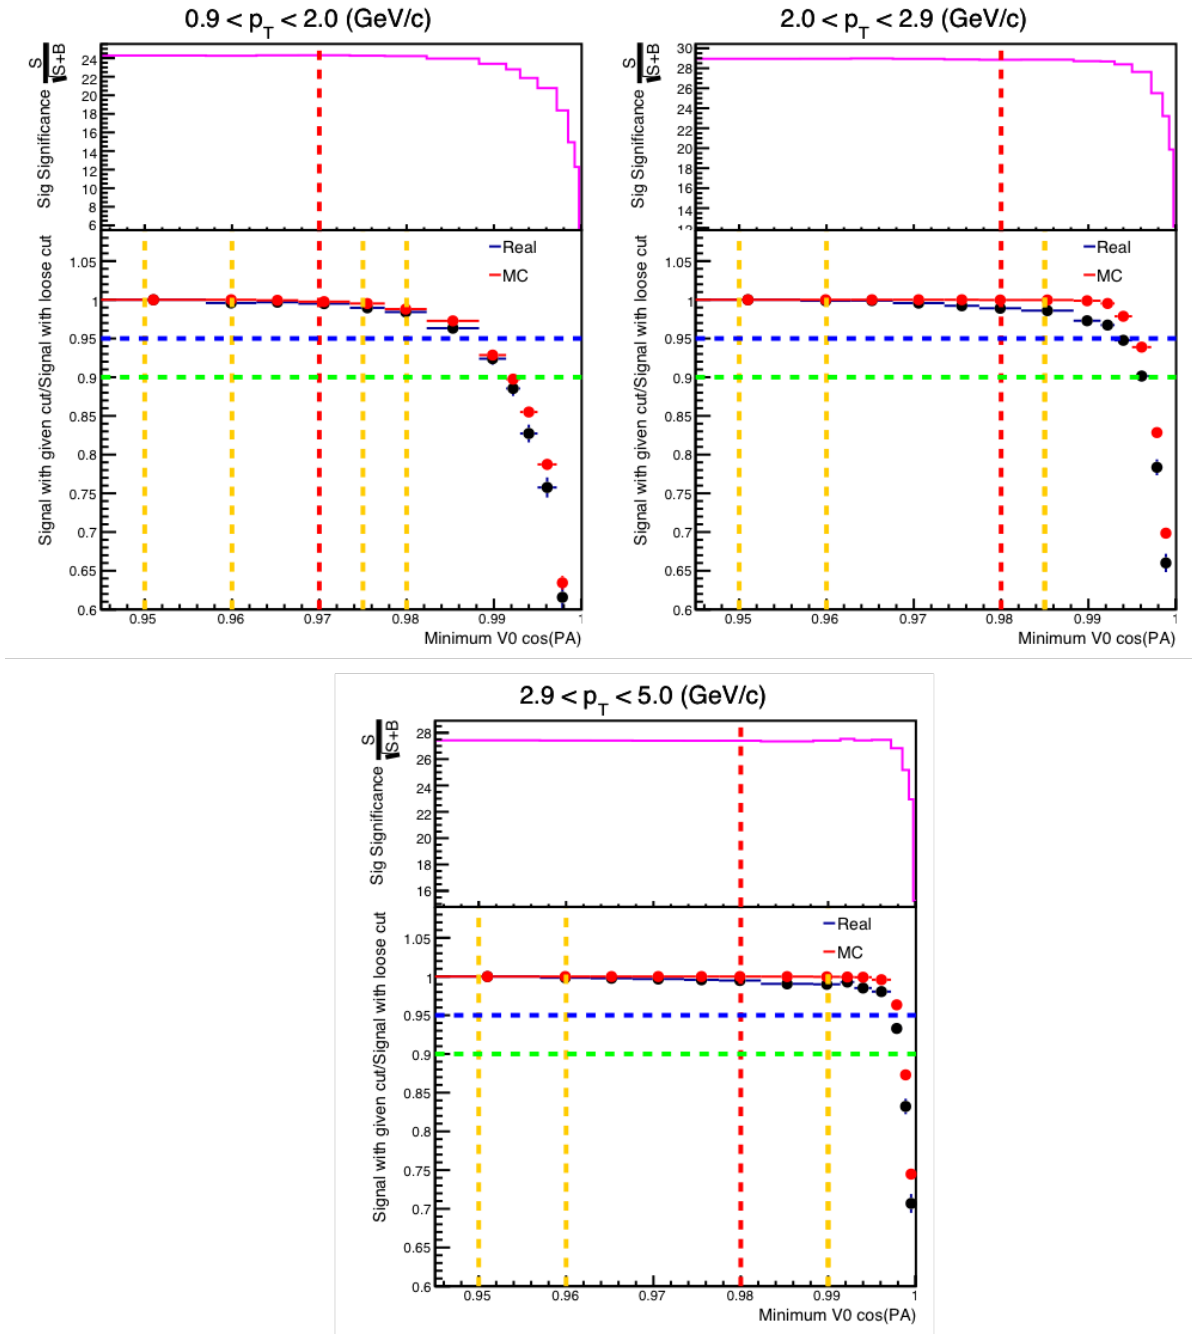 0.9 < pT < 2.0 (GeV/c)
Sig Significance S/√S+B
24
22
20
18
16
14
12
10
8
6
Signal with given cut/Signal with loose cut
Real
MC
1.05
1
0.95
0.9
0.85
0.8
0.75
0.7
0.65
0.6
0.95 0.96 0.97 0.98 0.99 1
Minimum V0 cos(PA)
2.0 < pT < 2.9 (GeV/c)
Sig Significance S/√S+B
30
28
26
24
22
20
18
16
14
12
Signal with given cut/Signal with loose cut
Real
MC
1.05
1
0.95
0.9
0.85
0.8
0.75
0.7
0.65
0.6
0.95 0.96 0.97 0.98 0.99 1
Minimum V0 cos(PA)
2.9 < pT < 5.0 (GeV/c)
Sig Significance S/√S+B
28
26
24
22
20
18
16
Signal with given cut/Signal with loose cut
Real
MC
1.05
1
0.95
0.9
0.85
0.8
0.75
0.7
0.65
0.6
0.95 0.96 0.97 0.98 0.99 1
Minimum V0 cos(PA)